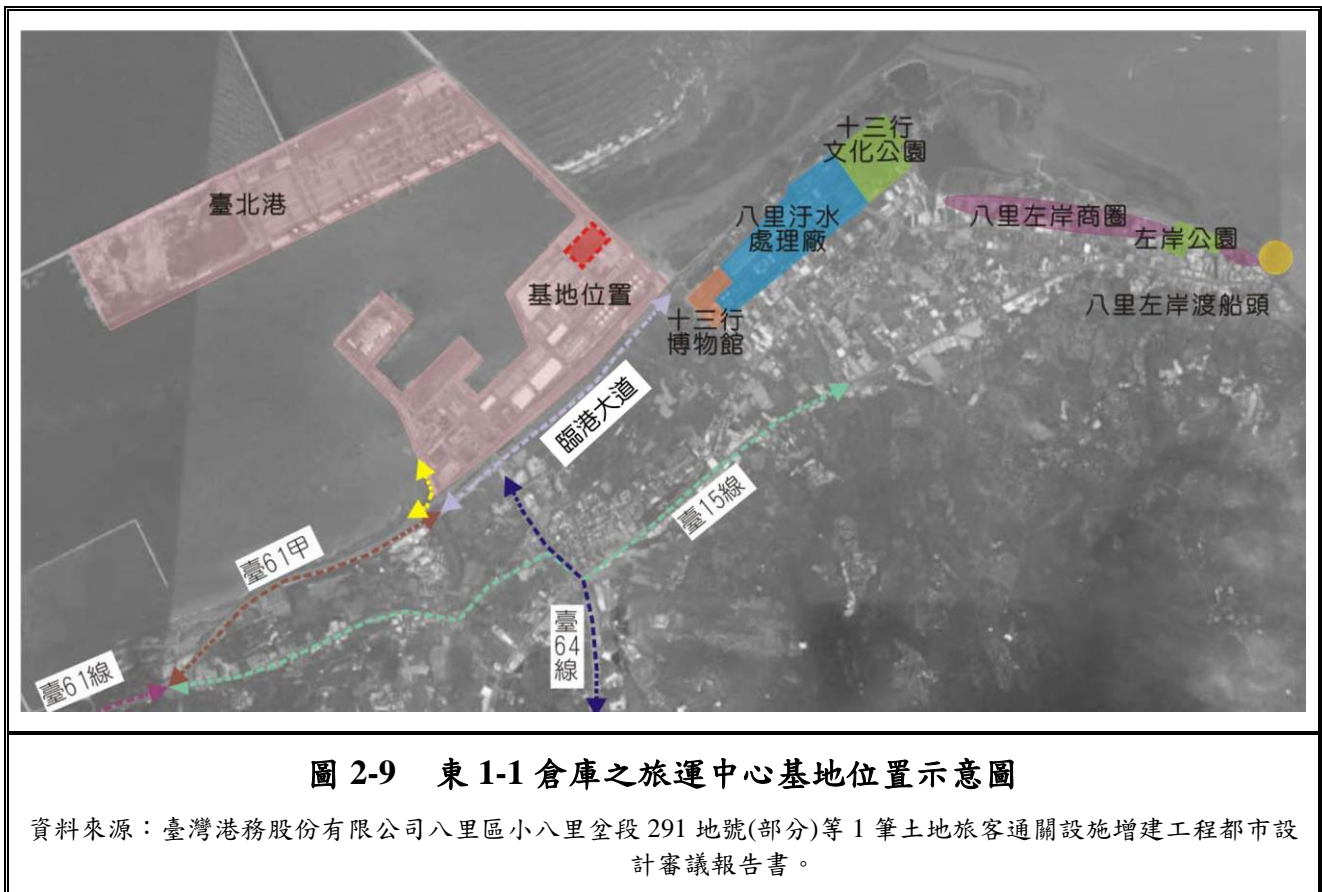 十三行
文化公園
臺北港
八里汙水
處理廠
八里左岸商圈
左岸公園
基地位置
八里左岸渡船頭
十三行
博物館
臨港大道
臺15線
臺61甲
臺
64
線
臺61線
圖 2-9 東 1-1 倉庫之旅運中心基地位置示意圖
資料來源：臺灣港務股份有限公司八里區小八里坌段 291 地號(部分)等 1 筆土地旅客通關設施增建工程都市設
計審議報告書。